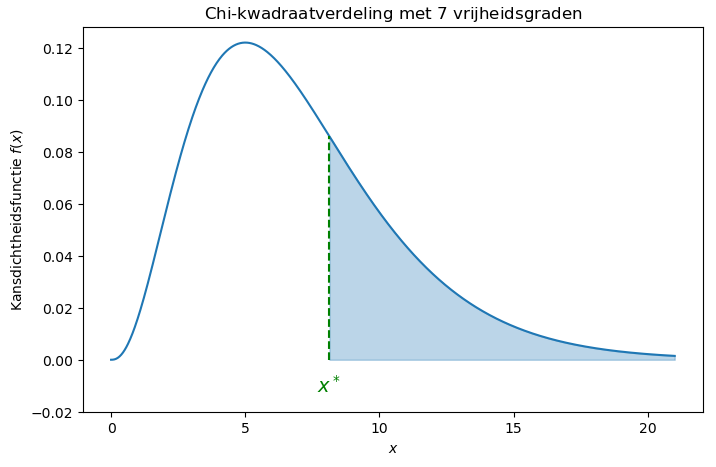 Chi-kwadraatverdeling met 7 vrijheidsgraden
Kansdichtheidsfunctie f(x)
0.12
0.10
0.08
0.06
0.04
0.02
0.00
−0.02
x*
0 5 10 15 20
x